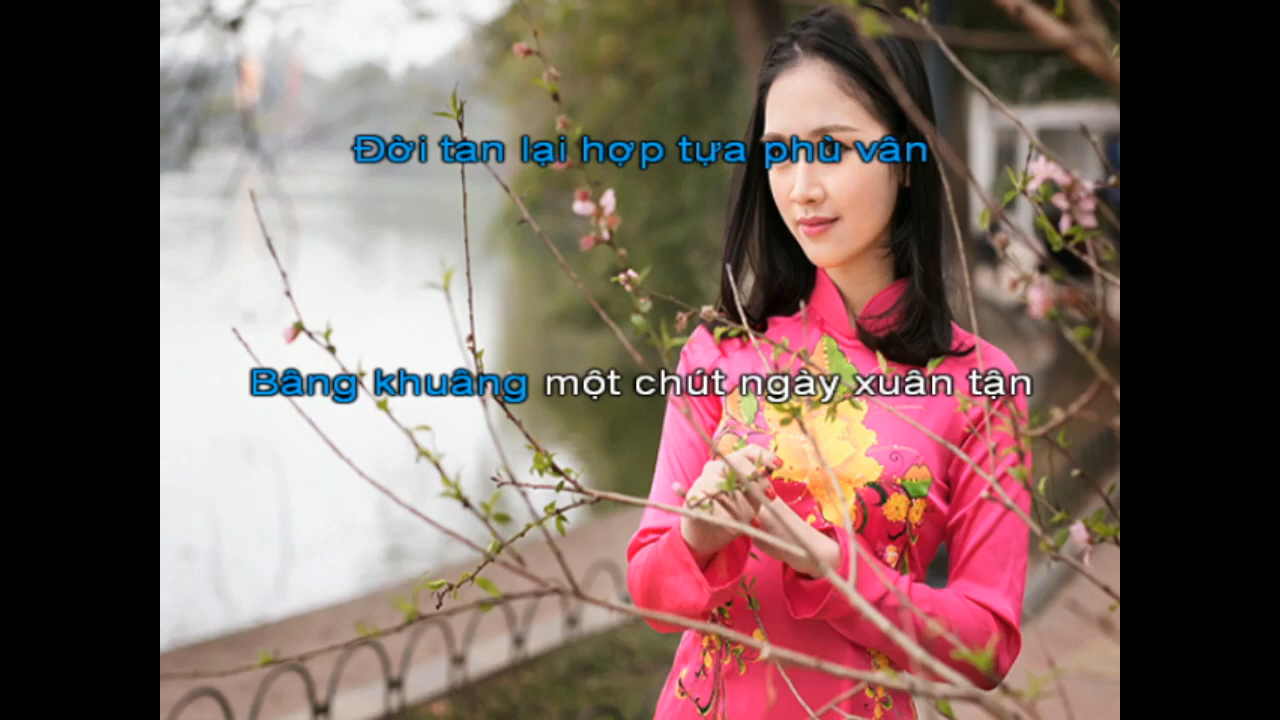 Đời tan lại hợp tựa phù vân
Bâng khuâng một chút ngày xuân tận